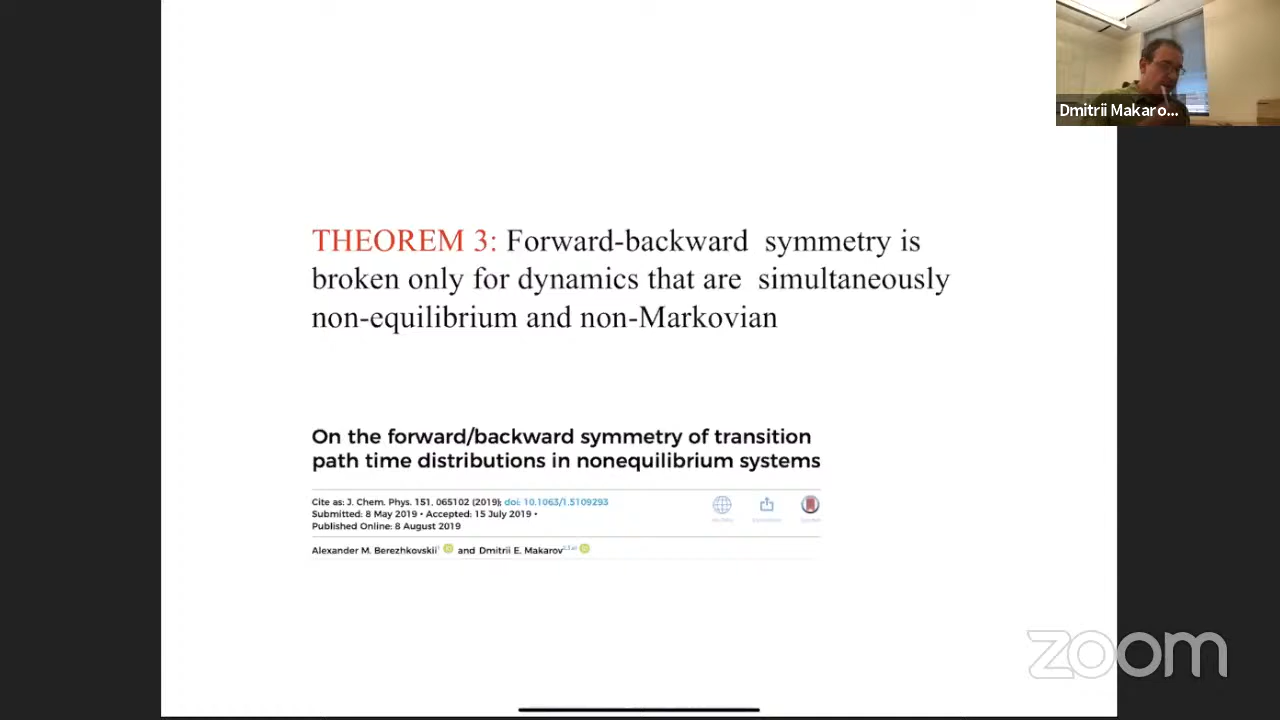 Dmitrii Makaro...
THEOREM 3: Forward-backward symmetry is
broken only for dynamics that are simultaneously
non-equilibrium and non-Markovian
On the forward/backward symmetry of transition
path time distributions in nonequilibrium systems
Cite as: J. Chem. Phys. 151, 065102 (2019); doi: 10.1063/1.5109293
Submitted: 8 May 2019 • Accepted: 15 July 2019 •
Published Online: 8 August 2019
Alexander M. Berezhkovskii and Dmitrii E. Makarov
zoom